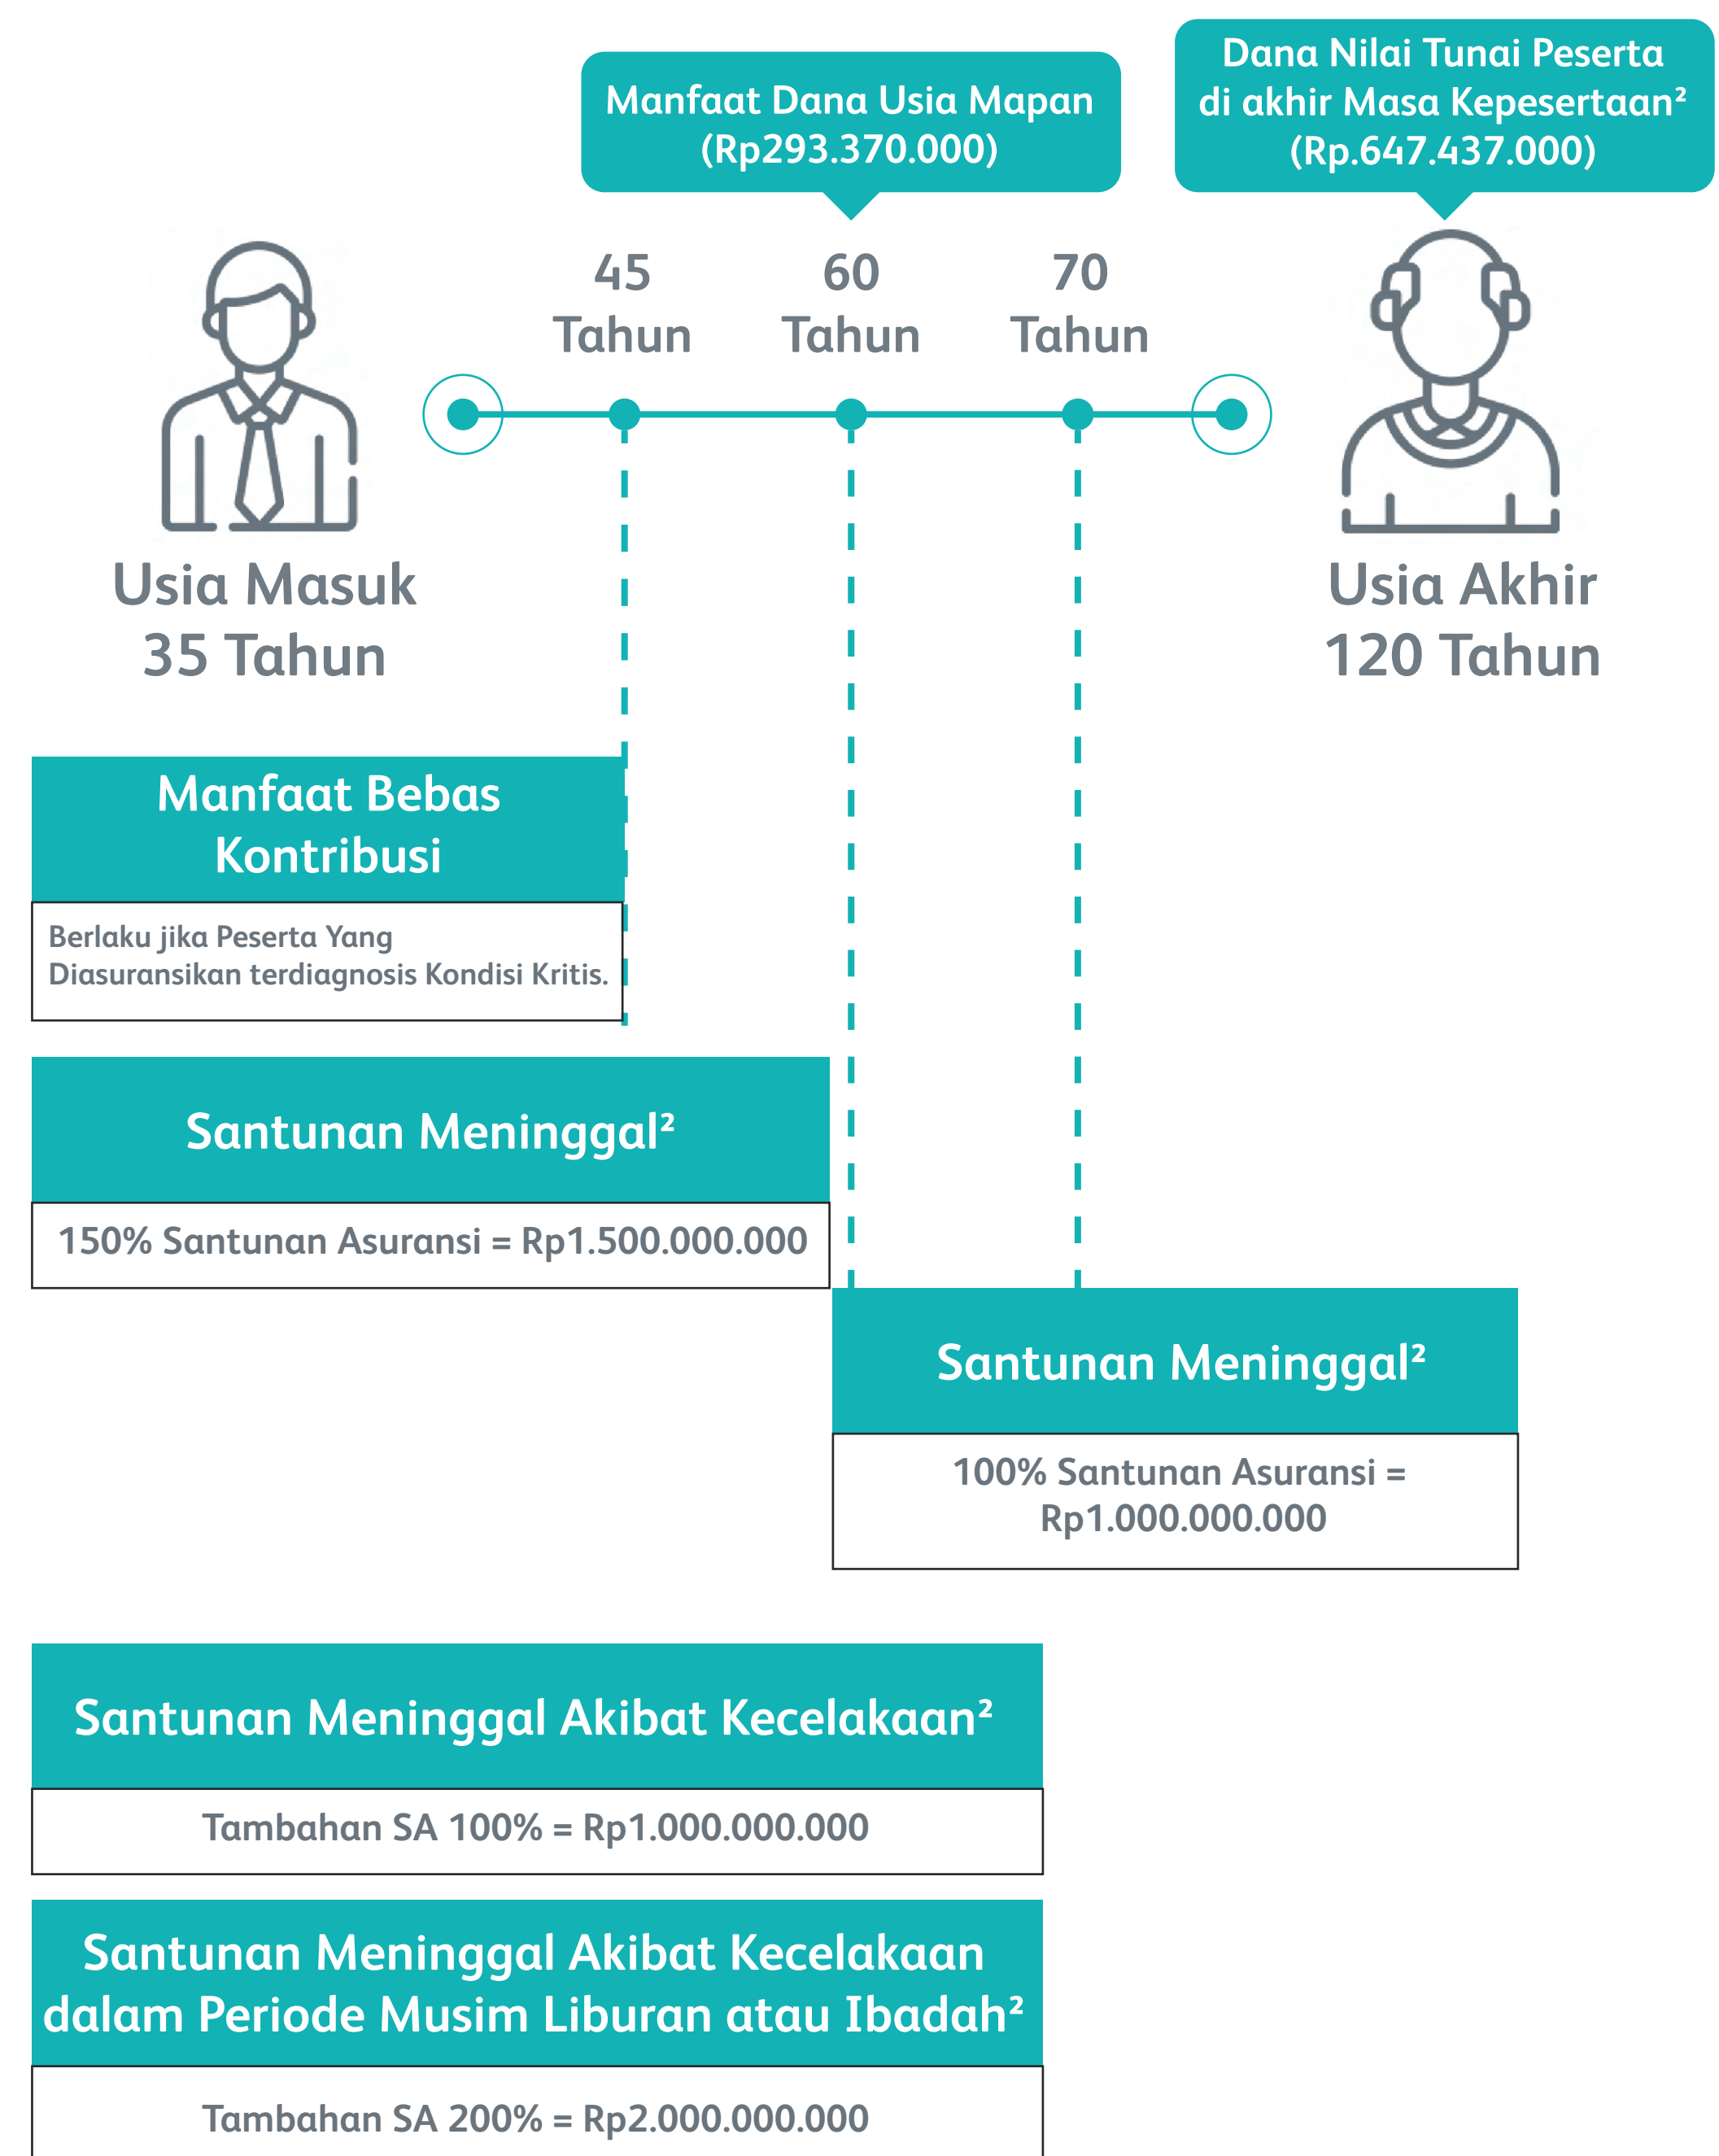 Manfaat Dana Usia Mapan
(Rp293.370.000)
Dana Nilai Tunai Peserta
di akhir Masa Kepesertaan²
(Rp.647.437.000)
45
Tahun
60
Tahun
70
Tahun
Usia Masuk
35 Tahun
Usia Akhir
120 Tahun
Manfaat Bebas
Kontribusi
Berlaku jika Peserta Yang
Diasuransikan terdiagnosis Kondisi Kritis.
Santunan Meninggal²
150% Santunan Asuransi = Rp1.500.000.000
Santunan Meninggal²
100% Santunan Asuransi =
Rp1.000.000.000
Santunan Meninggal Akibat Kecelakaan²
Tambahan SA 100% = Rp1.000.000.000
Santunan Meninggal Akibat Kecelakaan
dalam Periode Musim Liburan atau Ibadah²
Tambahan SA 200% = Rp2.000.000.000